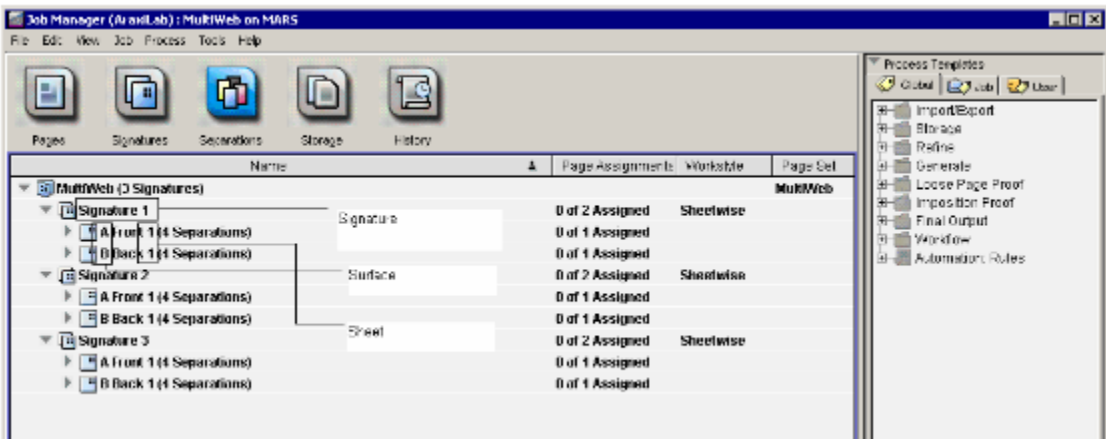 Job Manager (AraxiLab) : MultiWeb on MARS
File Edit View Job Process Tools Help
Pages Signatures Separations Storage History
Process Templates
Global Job User
Import/Export
Storage
Refine
Generate
Loose Page Proof
Imposition Proof
Final Output
Workflow
Automation Rules
Name Page Assignments Workstyle Page Set
MultiWeb (3 Signatures) MultiWeb
Signature 1 0 of 2 Assigned Sheetwise
Signature
A Front 1 (4 Separations) 0 of 1 Assigned
B Back 1 (4 Separations) 0 of 1 Assigned
Signature 2 0 of 2 Assigned Sheetwise
Surface
A Front 1 (4 Separations) 0 of 1 Assigned
B Back 1 (4 Separations) 0 of 1 Assigned
Sheet
Signature 3 0 of 2 Assigned Sheetwise
A Front 1 (4 Separations) 0 of 1 Assigned
B Back 1 (4 Separations) 0 of 1 Assigned